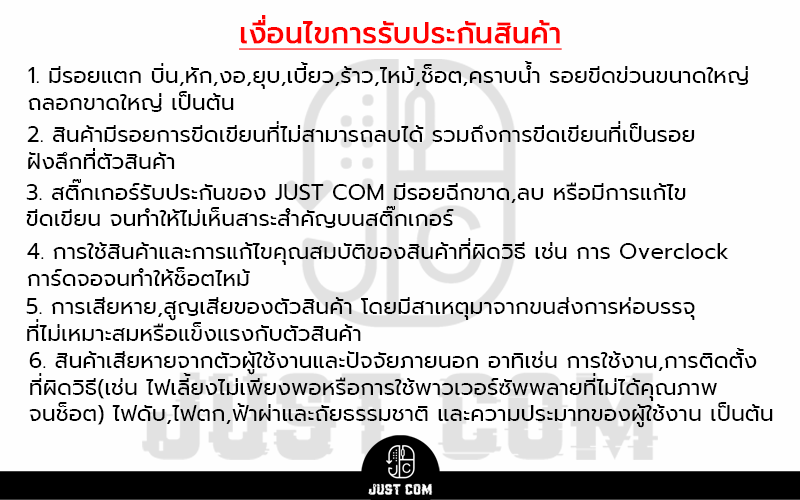 เงื่อนไขการรับประกันสินค้า
1. มีรอยแตก บิ่น,หัก,งอ,ยุบ,เบี้ยว,ร้าว,ไหม้,ช็อต,คราบน้ำ รอยขีดข่วนขนาดใหญ่
ถลอกขาดใหญ่ เป็นต้น
2. สินค้ามีรอยการขีดเขียนที่ไม่สามารถลบได้ รวมถึงการขีดเขียนที่เป็นรอย
ฝังลึกที่ตัวสินค้า
3. สติ๊กเกอร์รับประกันของ JUST COM มีรอยฉีกขาด,ลบ หรือมีการแก้ไข
ขีดเขียน จนทำให้ไม่เห็นสาระสำคัญบนสติ๊กเกอร์
4. การใช้สินค้าและการแก้ไขคุณสมบัติของสินค้าที่ผิดวิธี เช่น การ Overclock
การ์ดจอจนทำให้ช็อตไหม้
5. การเสียหาย,สูญเสียของตัวสินค้า โดยมีสาเหตุมาจากขนส่งการห่อบรรจุ
ที่ไม่เหมาะสมหรือแข็งแรงกับตัวสินค้า
6. สินค้าเสียหายจากตัวผู้ใช้งานและปัจจัยภายนอก อาทิเช่น การใช้งาน,การติดตั้ง
ที่ผิดวิธี(เช่น ไฟเลี้ยงไม่เพียงพอหรือการใช้พาวเวอร์ซัพพลายที่ไม่ได้คุณภาพ
จนช็อต) ไฟดับ,ไฟตก,ฟ้าผ่าและถัยธรรมชาติ และความประมาทของผู้ใช้งาน เป็นต้น
JUST COM
JC
JUST COM